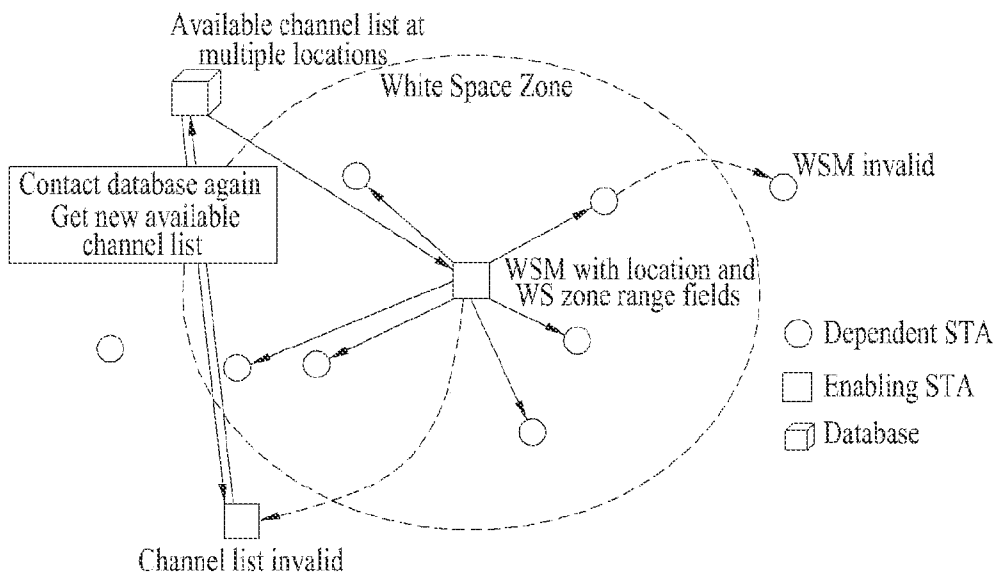 Available channel list at
multiple locations
White Space Zone
Contact database again
Get new available
channel list
WSM invalid
WSM with location and
WS zone range fields
Dependent STA
Enabling STA
Database
Channel list invalid